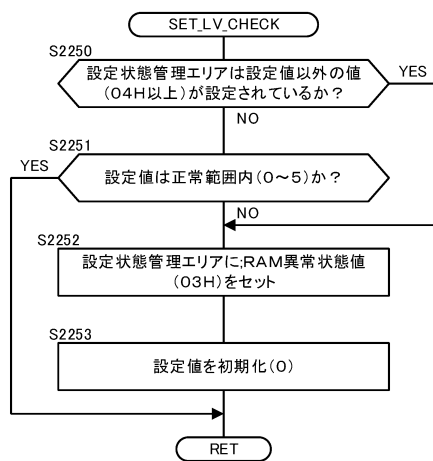 SET_LV_CHECK
S2250
設定状態管理エリアは設定値以外の値
(04H以上)が設定されているか?
YES
NO
S2251
YES
設定値は正常範囲内(0~5)か?
NO
S2252
設定状態管理エリアに;RAM異常状態値
(03H)をセット
S2253
設定値を初期化(0)
RET